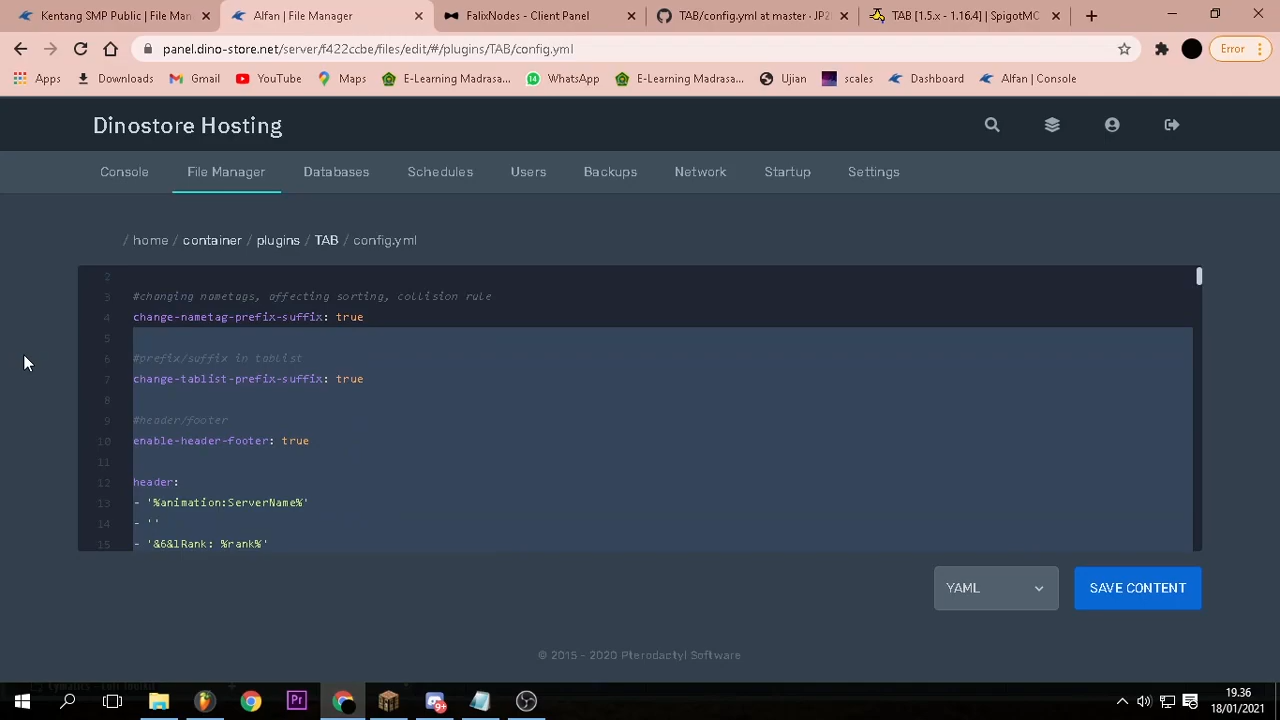 Kentang SMP Public | File Man
Alfan | File Manager
FalixNodes - Client Panel
TAB/config.yml at master · JP2
TAB [1.5.x - 1.16.4] | SpigotMC
panel.dino-store.net/server/f422ccbe/files/edit/#/plugins/TAB/config.yml
Error
Apps
Downloads
Gmail
YouTube
Maps
E-Learning Madrasa...
WhatsApp
E-Learning Madrasa...
Ujian
scales
Dashboard
Alfan | Console
Dinostore Hosting
Console
File Manager
Databases
Schedules
Users
Backups
Network
Startup
Settings
/ home / container / plugins / TAB / config.yml
2
3 #changing nametags, affecting sorting, collision rule
4 change-nametag-prefix-suffix: true
5
6 #prefix/suffix in tablist
7 change-tablist-prefix-suffix: true
8
9 #header/footer
10 enable-header-footer: true
11
12 header:
13 - '%animation:ServerName%'
14 - ''
15 - '&6&lRank: %rank%'
YAML
SAVE CONTENT
© 2015 - 2020 Pterodactyl Software
19.36
18/01/2021